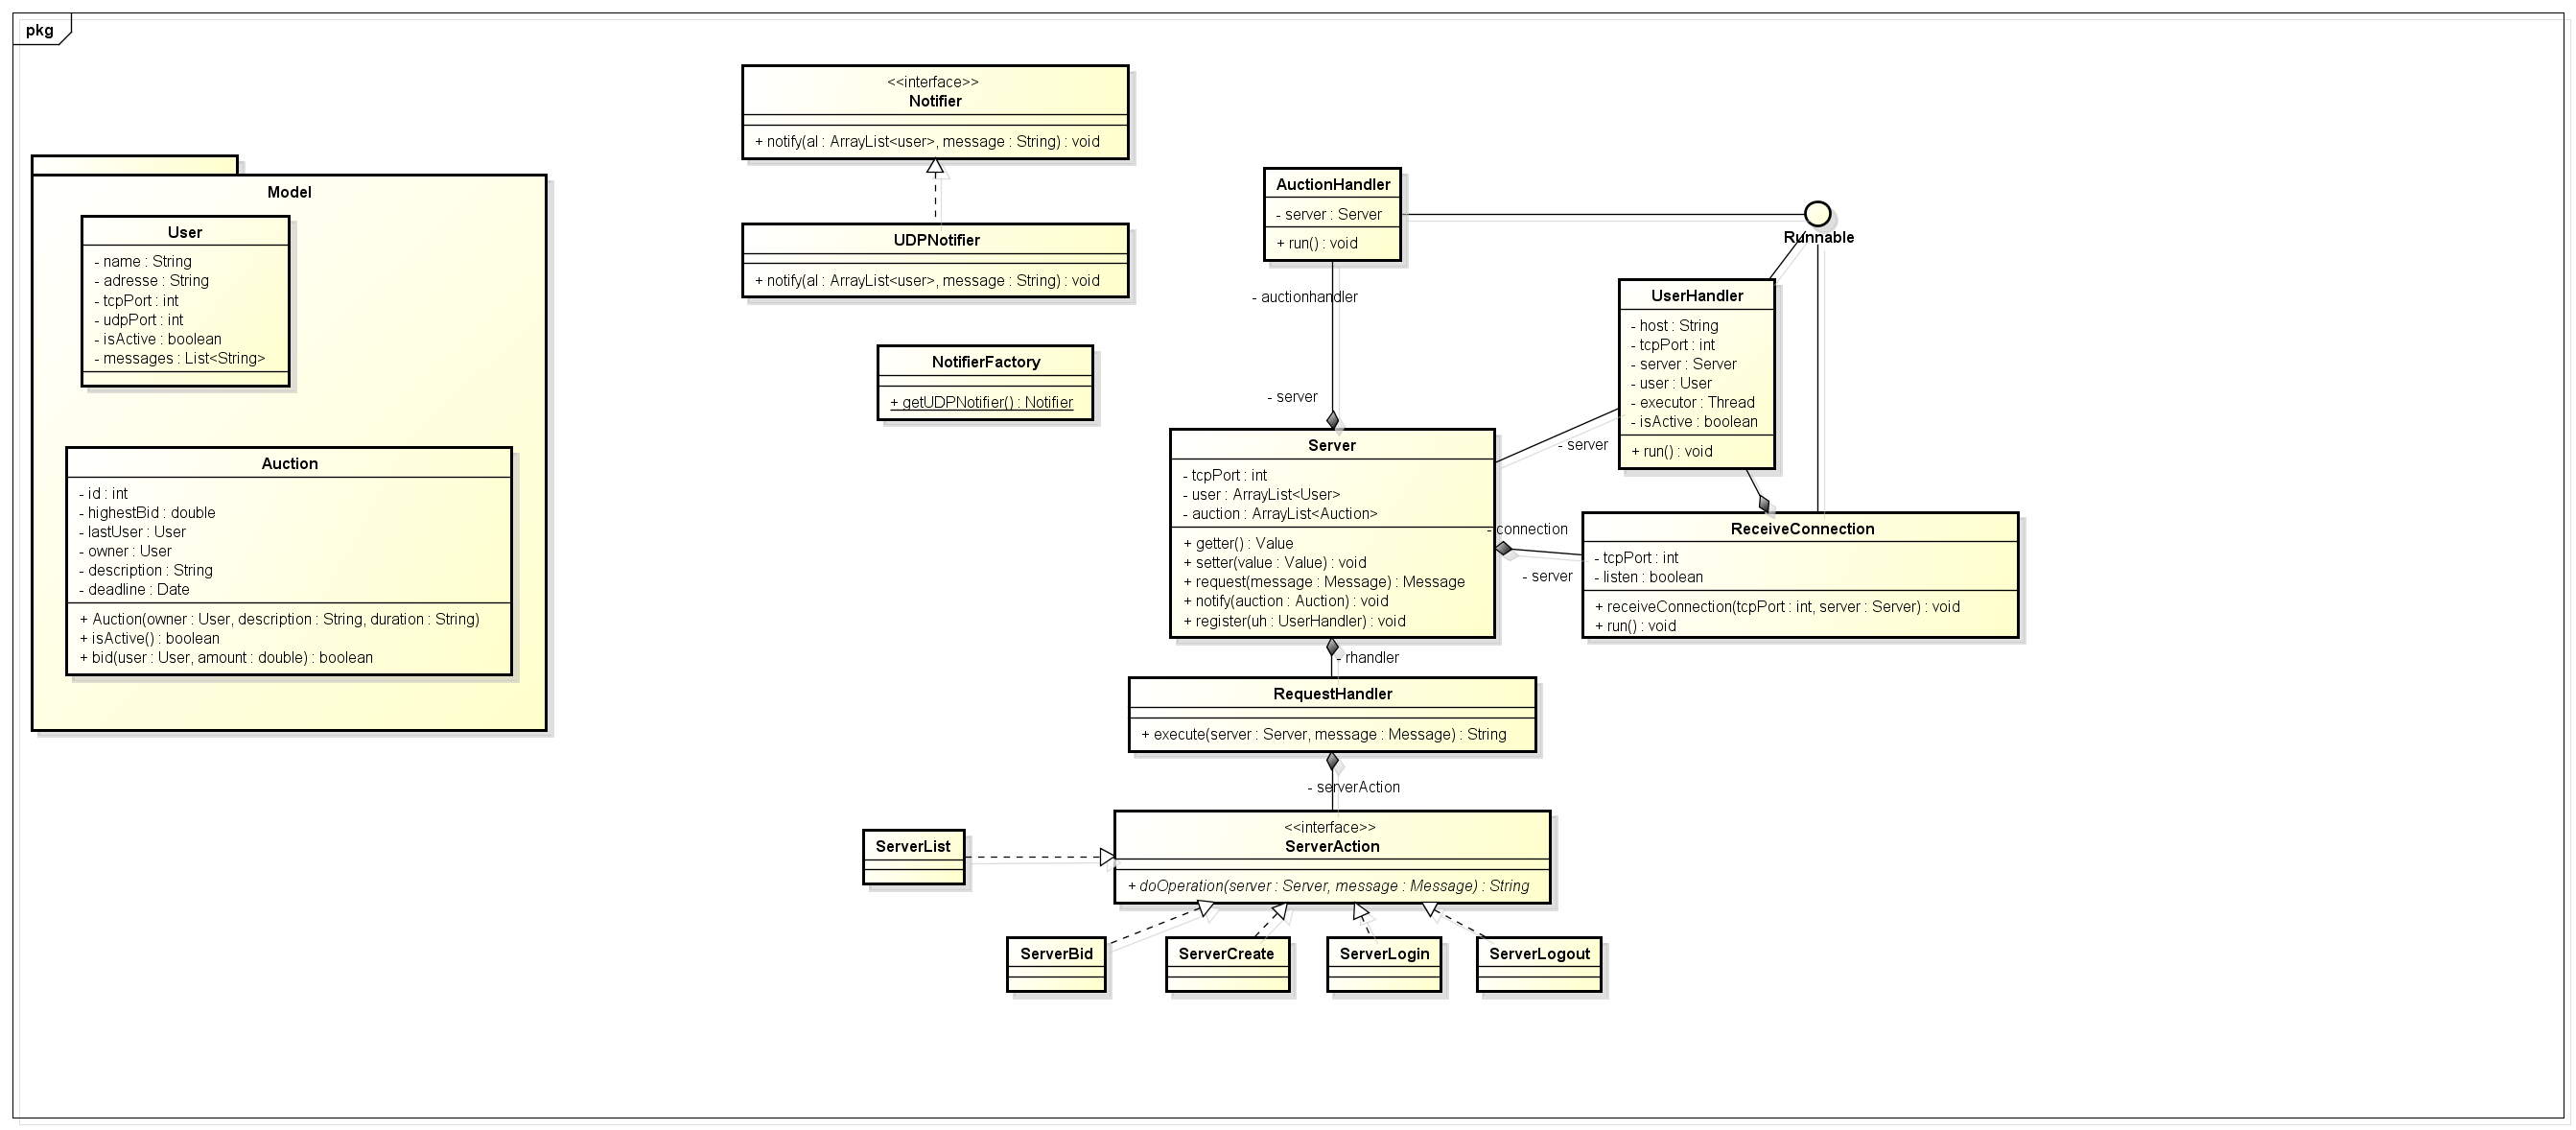 pkg
Model
User
- name : String
- adresse : String
- tcpPort : int
- udpPort : int
- isActive : boolean
- messages : List<String>
Auction
- id : int
- highestBid : double
- lastUser : User
- owner : User
- description : String
- deadline : Date
+ Auction(owner : User, description : String, duration : String)
+ isActive() : boolean
+ bid(user : User, amount : double) : boolean
<<interface>>
Notifier
+ notify(al : ArrayList<user>, message : String) : void
UDPNotifier
+ notify(al : ArrayList<user>, message : String) : void
NotifierFactory
+ getUDPNotifier() : Notifier
AuctionHandler
- server : Server
+ run() : void
Runnable
- auctionhandler
- server
UserHandler
- host : String
- tcpPort : int
- server : Server
- user : User
- executor : Thread
- isActive : boolean
+ run() : void
- server
Server
- tcpPort : int
- user : ArrayList<User>
- auction : ArrayList<Auction>
+ getter() : Value
+ setter(value : Value) : void
+ request(message : Message) : Message
+ notify(auction : Auction) : void
+ register(uh : UserHandler) : void
- connection
- server
ReceiveConnection
- tcpPort : int
- listen : boolean
+ receiveConnection(tcpPort : int, server : Server) : void
+ run() : void
- rhandler
RequestHandler
+ execute(server : Server, message : Message) : String
- serverAction
<<interface>>
ServerAction
+ doOperation(server : Server, message : Message) : String
ServerList
ServerBid
ServerCreate
ServerLogin
ServerLogout